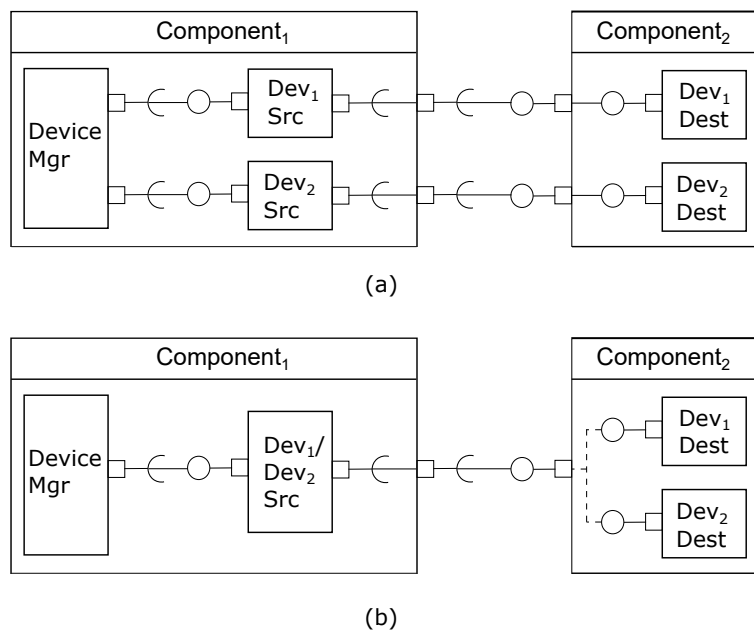 Component₁
Component₂
Device
Mgr
Dev₁
Src
Dev₁
Dest
Dev₂
Src
Dev₂
Dest
(a)
Component₁
Component₂
Device
Mgr
Dev₁/
Dev₂
Src
Dev₁
Dest
Dev₂
Dest
(b)